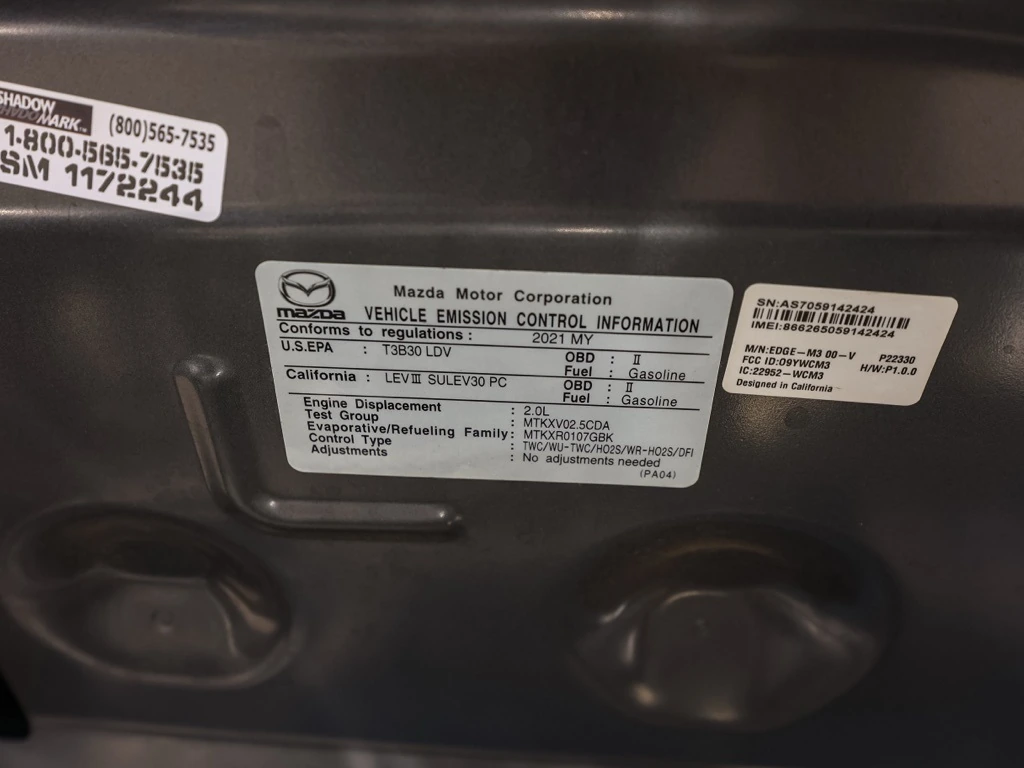 SHADOW
MARK™
(800)565-7535
1-800-565-7535
SM 1172244
mazda
Mazda Motor Corporation
VEHICLE EMISSION CONTROL INFORMATION
Conforms to regulations : 2021 MY
U.S.EPA : T3B30 LDV OBD : II
Fuel : Gasoline
California : LEVIII SULEV30 PC OBD : II
Fuel : Gasoline
Engine Displacement : 2.0L
Test Group : MTKXV02.5CDA
Evaporative/Refueling Family: MTKXR0107GBK
Control Type : TWC/WU-TWC/HO2S/WR-HO2S/DFI
Adjustments : No adjustments needed
(PA04)
SN:AS7059142424
IMEI:866265059142424
M/N:EDGE-M3 00-V P22330
FCC ID:O9YWCM3 H/W:P1.0.0
IC:22952-WCM3
Designed in California